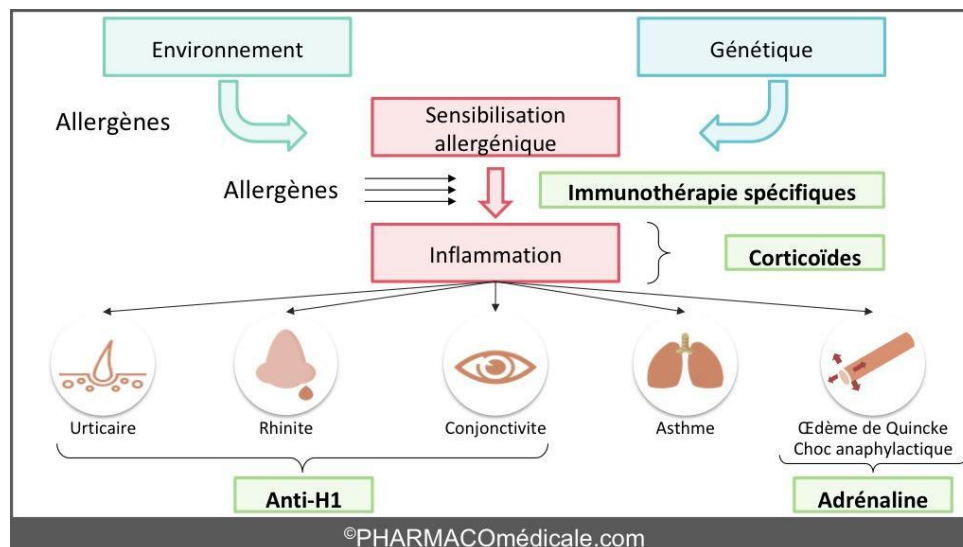 Environnement
Génétique
Allergènes
Sensibilisation
allergénique
Allergènes
Immunothérapie spécifiques
Inflammation
Corticoïdes
Urticaire
Rhinite
Conjonctivite
Asthme
Œdème de Quincke
Choc anaphylactique
Anti-H1
Adrénaline
©PHARMACOmédicale.com